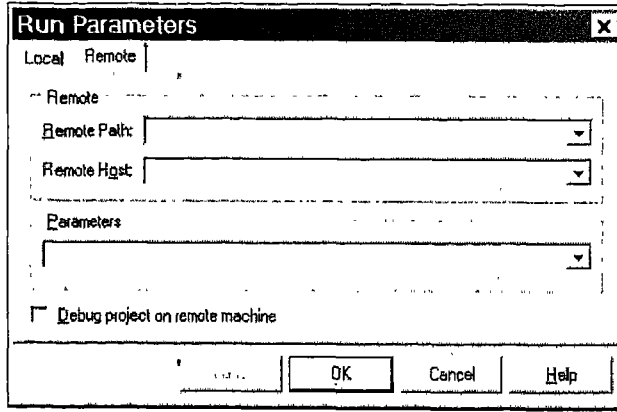 Run Parameters
Local Remote
Remote
Remote Path:
Remote Host:
Parameters
Debug project on remote machine
OK Cancel Help